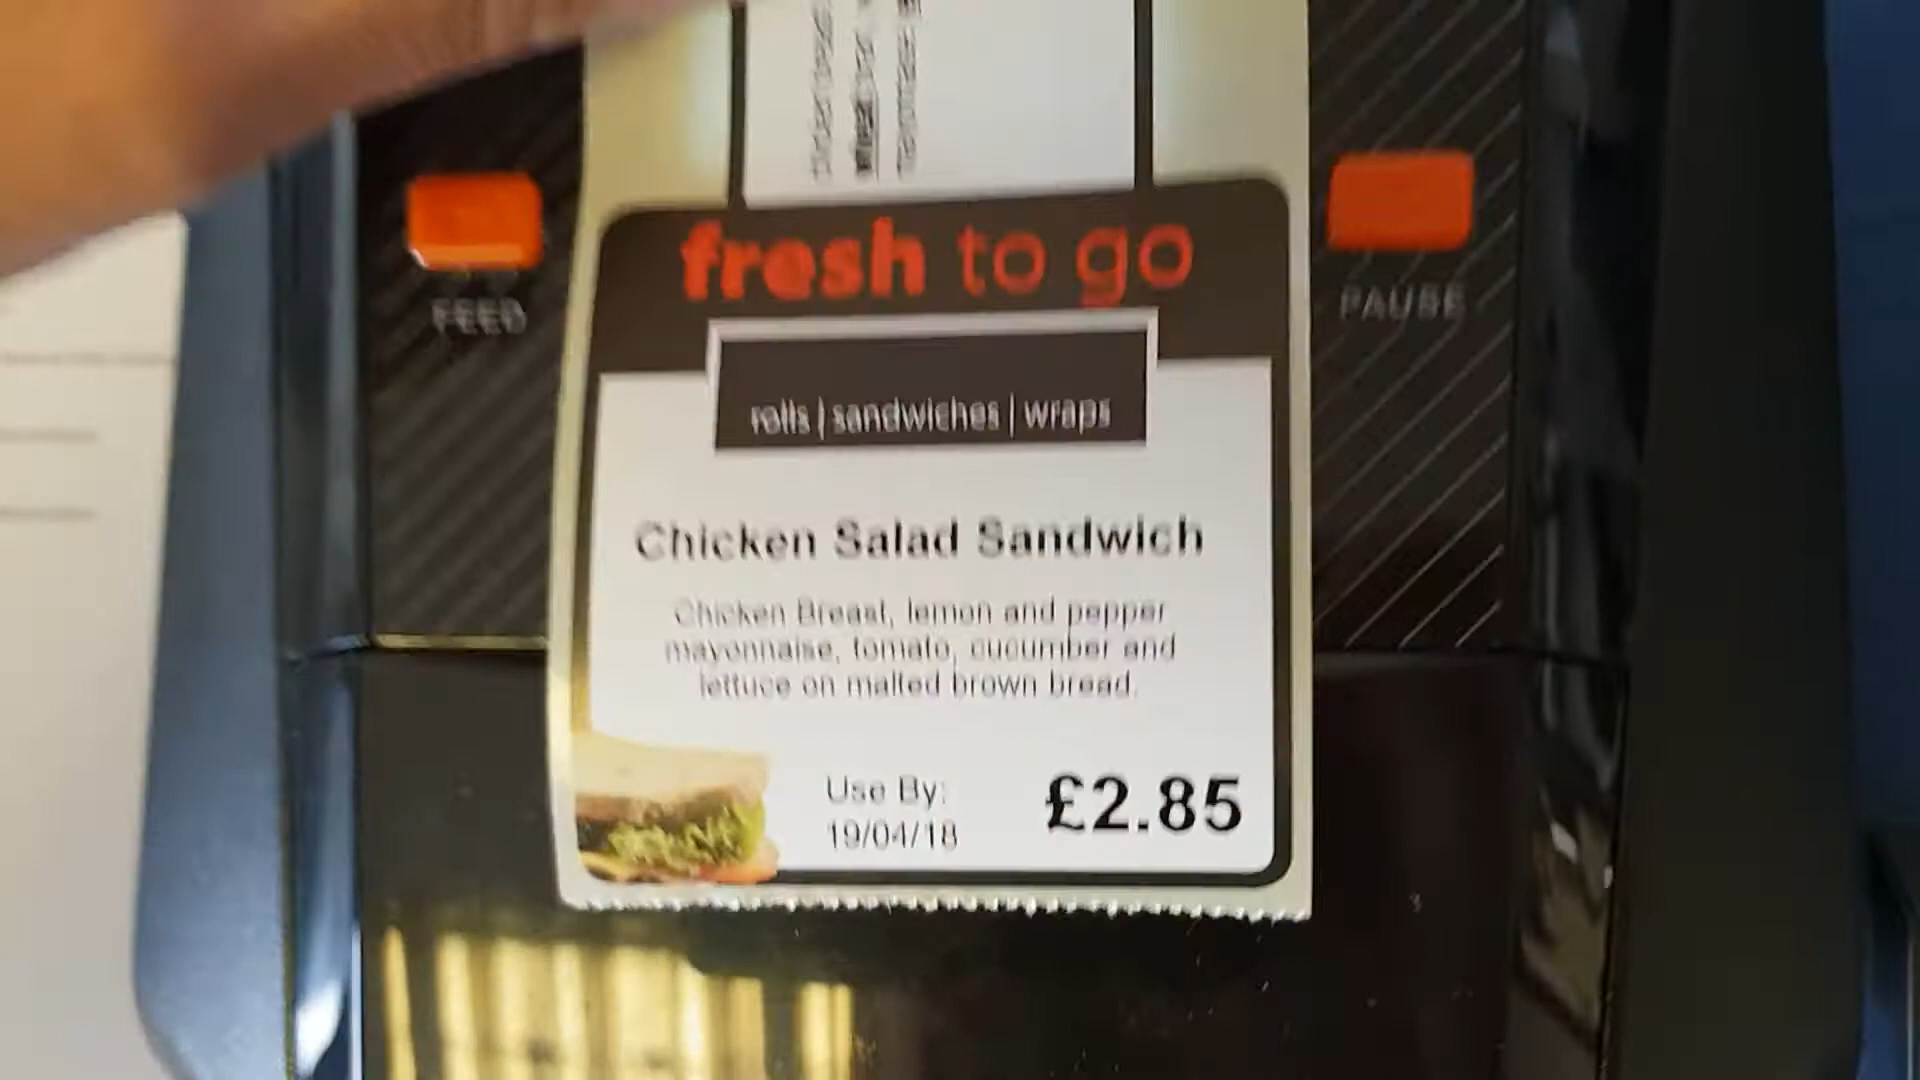 fresh to go
FEED
PAUSE
rolls | sandwiches | wraps
Chicken Salad Sandwich
Chicken Breast, lemon and pepper
mayonnaise, tomato, cucumber and
lettuce on malted brown bread.
Use By:
19/04/18
£2.85